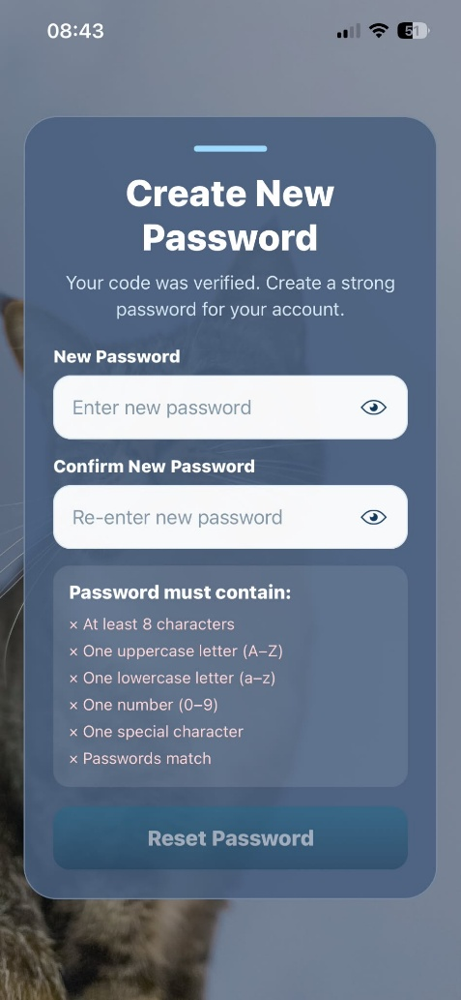 08:43
51
Create New
Password
Your code was verified. Create a strong
password for your account.
New Password
Enter new password
Confirm New Password
Re-enter new password
Password must contain:
× At least 8 characters
× One uppercase letter (A–Z)
× One lowercase letter (a–z)
× One number (0–9)
× One special character
× Passwords match
Reset Password